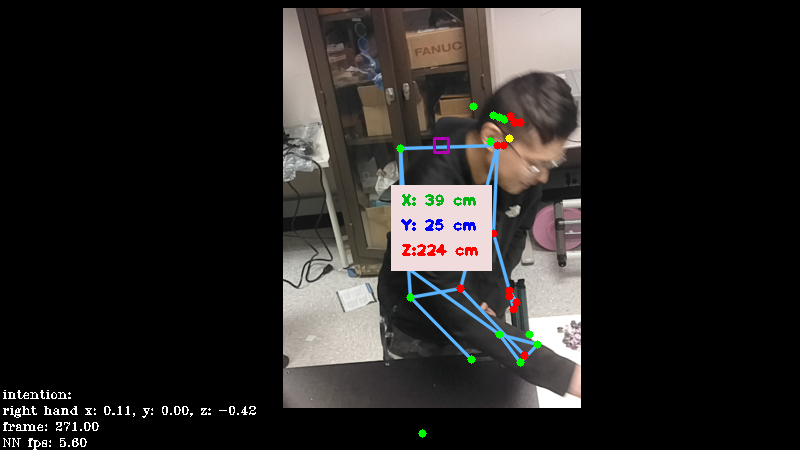 FANUC
X: 39 cm
Y: 25 cm
Z:224 cm
intention:
right hand x: 0.11, y: 0.00, z: -0.42
frame: 271.00
NN fps: 5.60